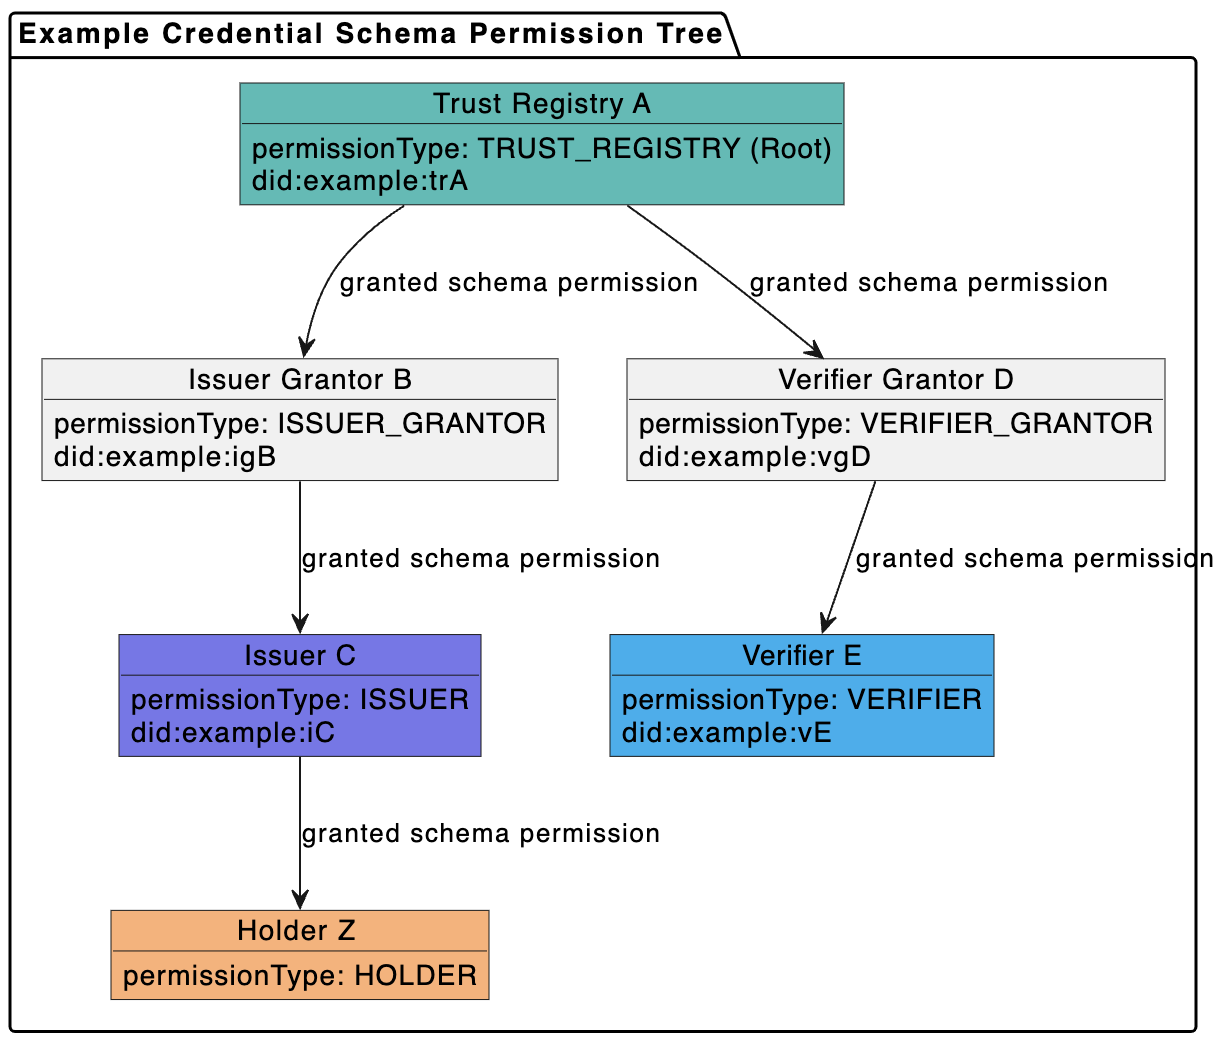 Example Credential Schema Permission Tree
Trust Registry A
permissionType: TRUST_REGISTRY (Root)
did:example:trA
granted schema permission
granted schema permission
Issuer Grantor B
permissionType: ISSUER_GRANTOR
did:example:igB
Verifier Grantor D
permissionType: VERIFIER_GRANTOR
did:example:vgD
granted schema permission
granted schema permission
Issuer C
permissionType: ISSUER
did:example:iC
Verifier E
permissionType: VERIFIER
did:example:vE
granted schema permission
Holder Z
permissionType: HOLDER